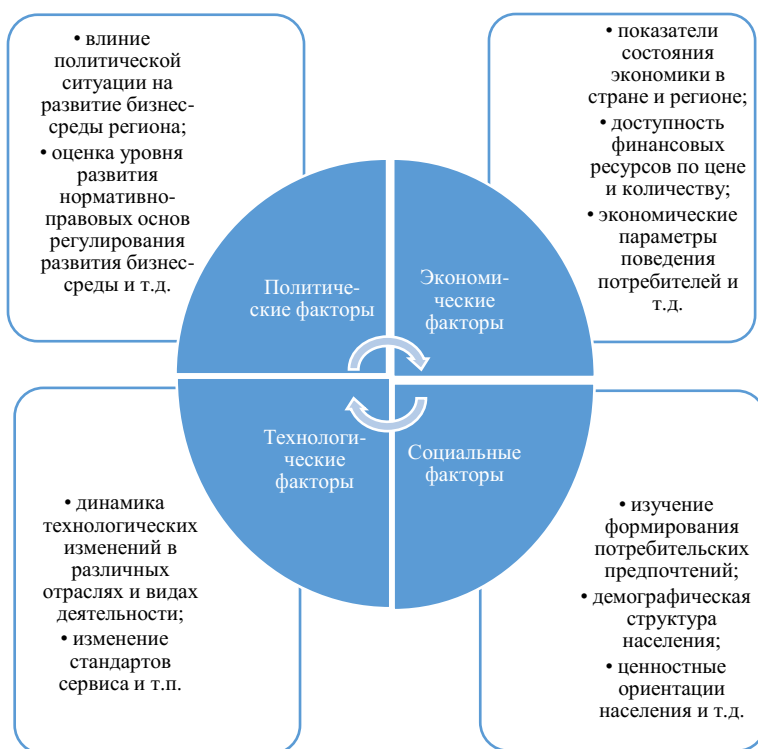 • влиние
политической
ситуации на
развитие бизнес-
среды региона;
• оценка уровня
развития
нормативно-
правовых основ
регулирования
развития бизнес-
среды и т.д.
• показатели
состояния
экономики в
стране и регионе;
• доступность
финансовых
ресурсов по цене
и количеству;
• экономические
параметры
поведения
потребителей и
т.д.
Политиче-
ские факторы
Экономи-
ческие
факторы
Технологи-
ческие
факторы
Социальные
факторы
• динамика
технологических
изменений в
различных
отраслях и видах
деятельности;
• изменение
стандартов
сервиса и т.п.
• изучение
формирования
потребительских
предпочтений;
• демографическая
структура
населения;
• ценностные
ориентации
населения и т.д.